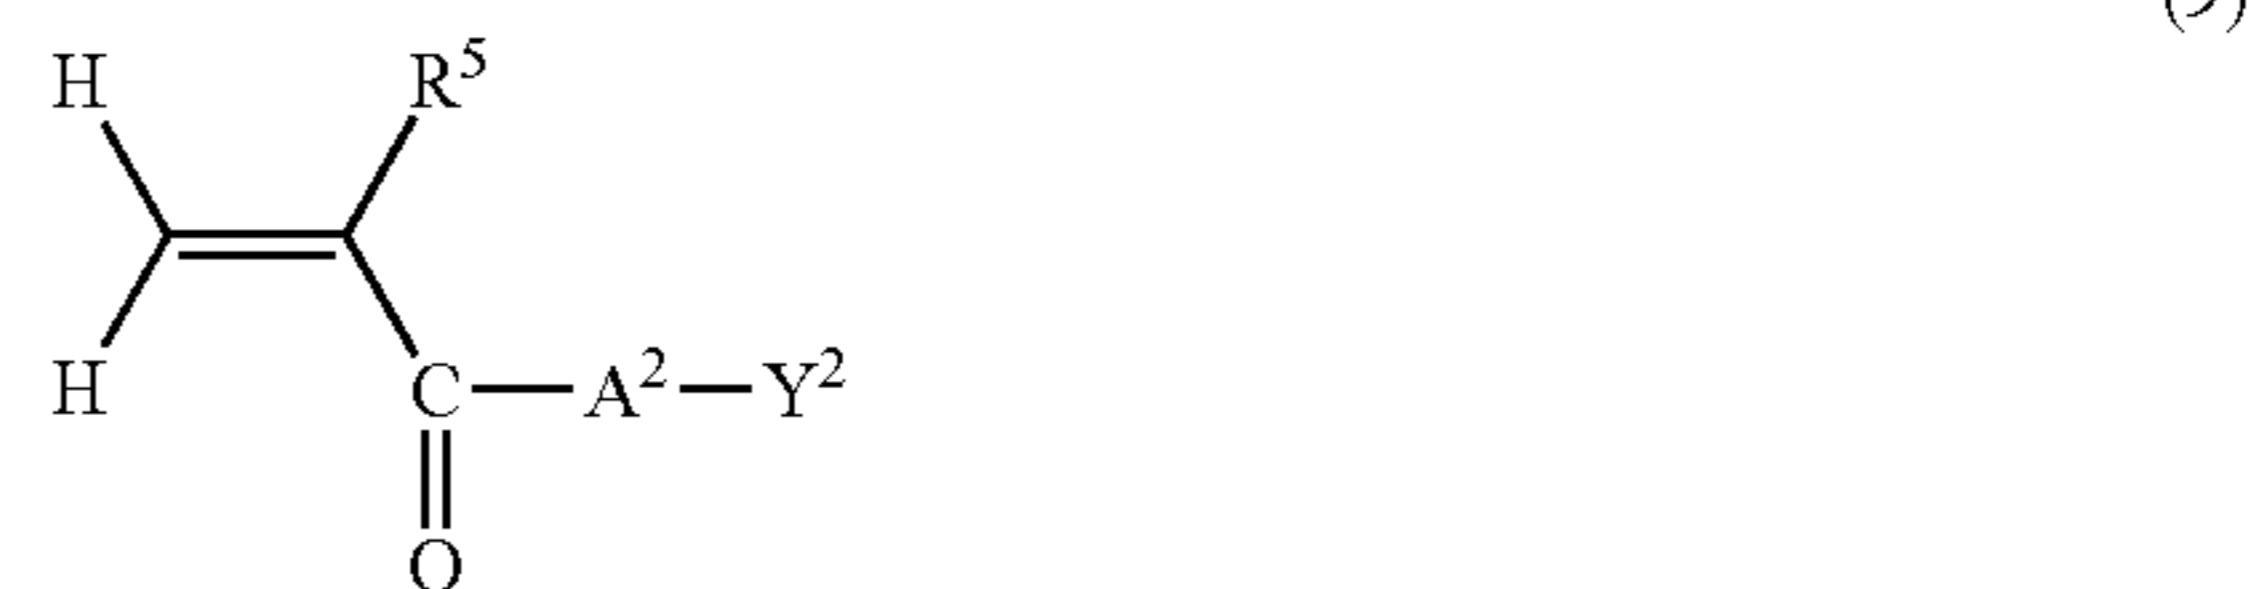 H R⁵
H C A² Y²
O